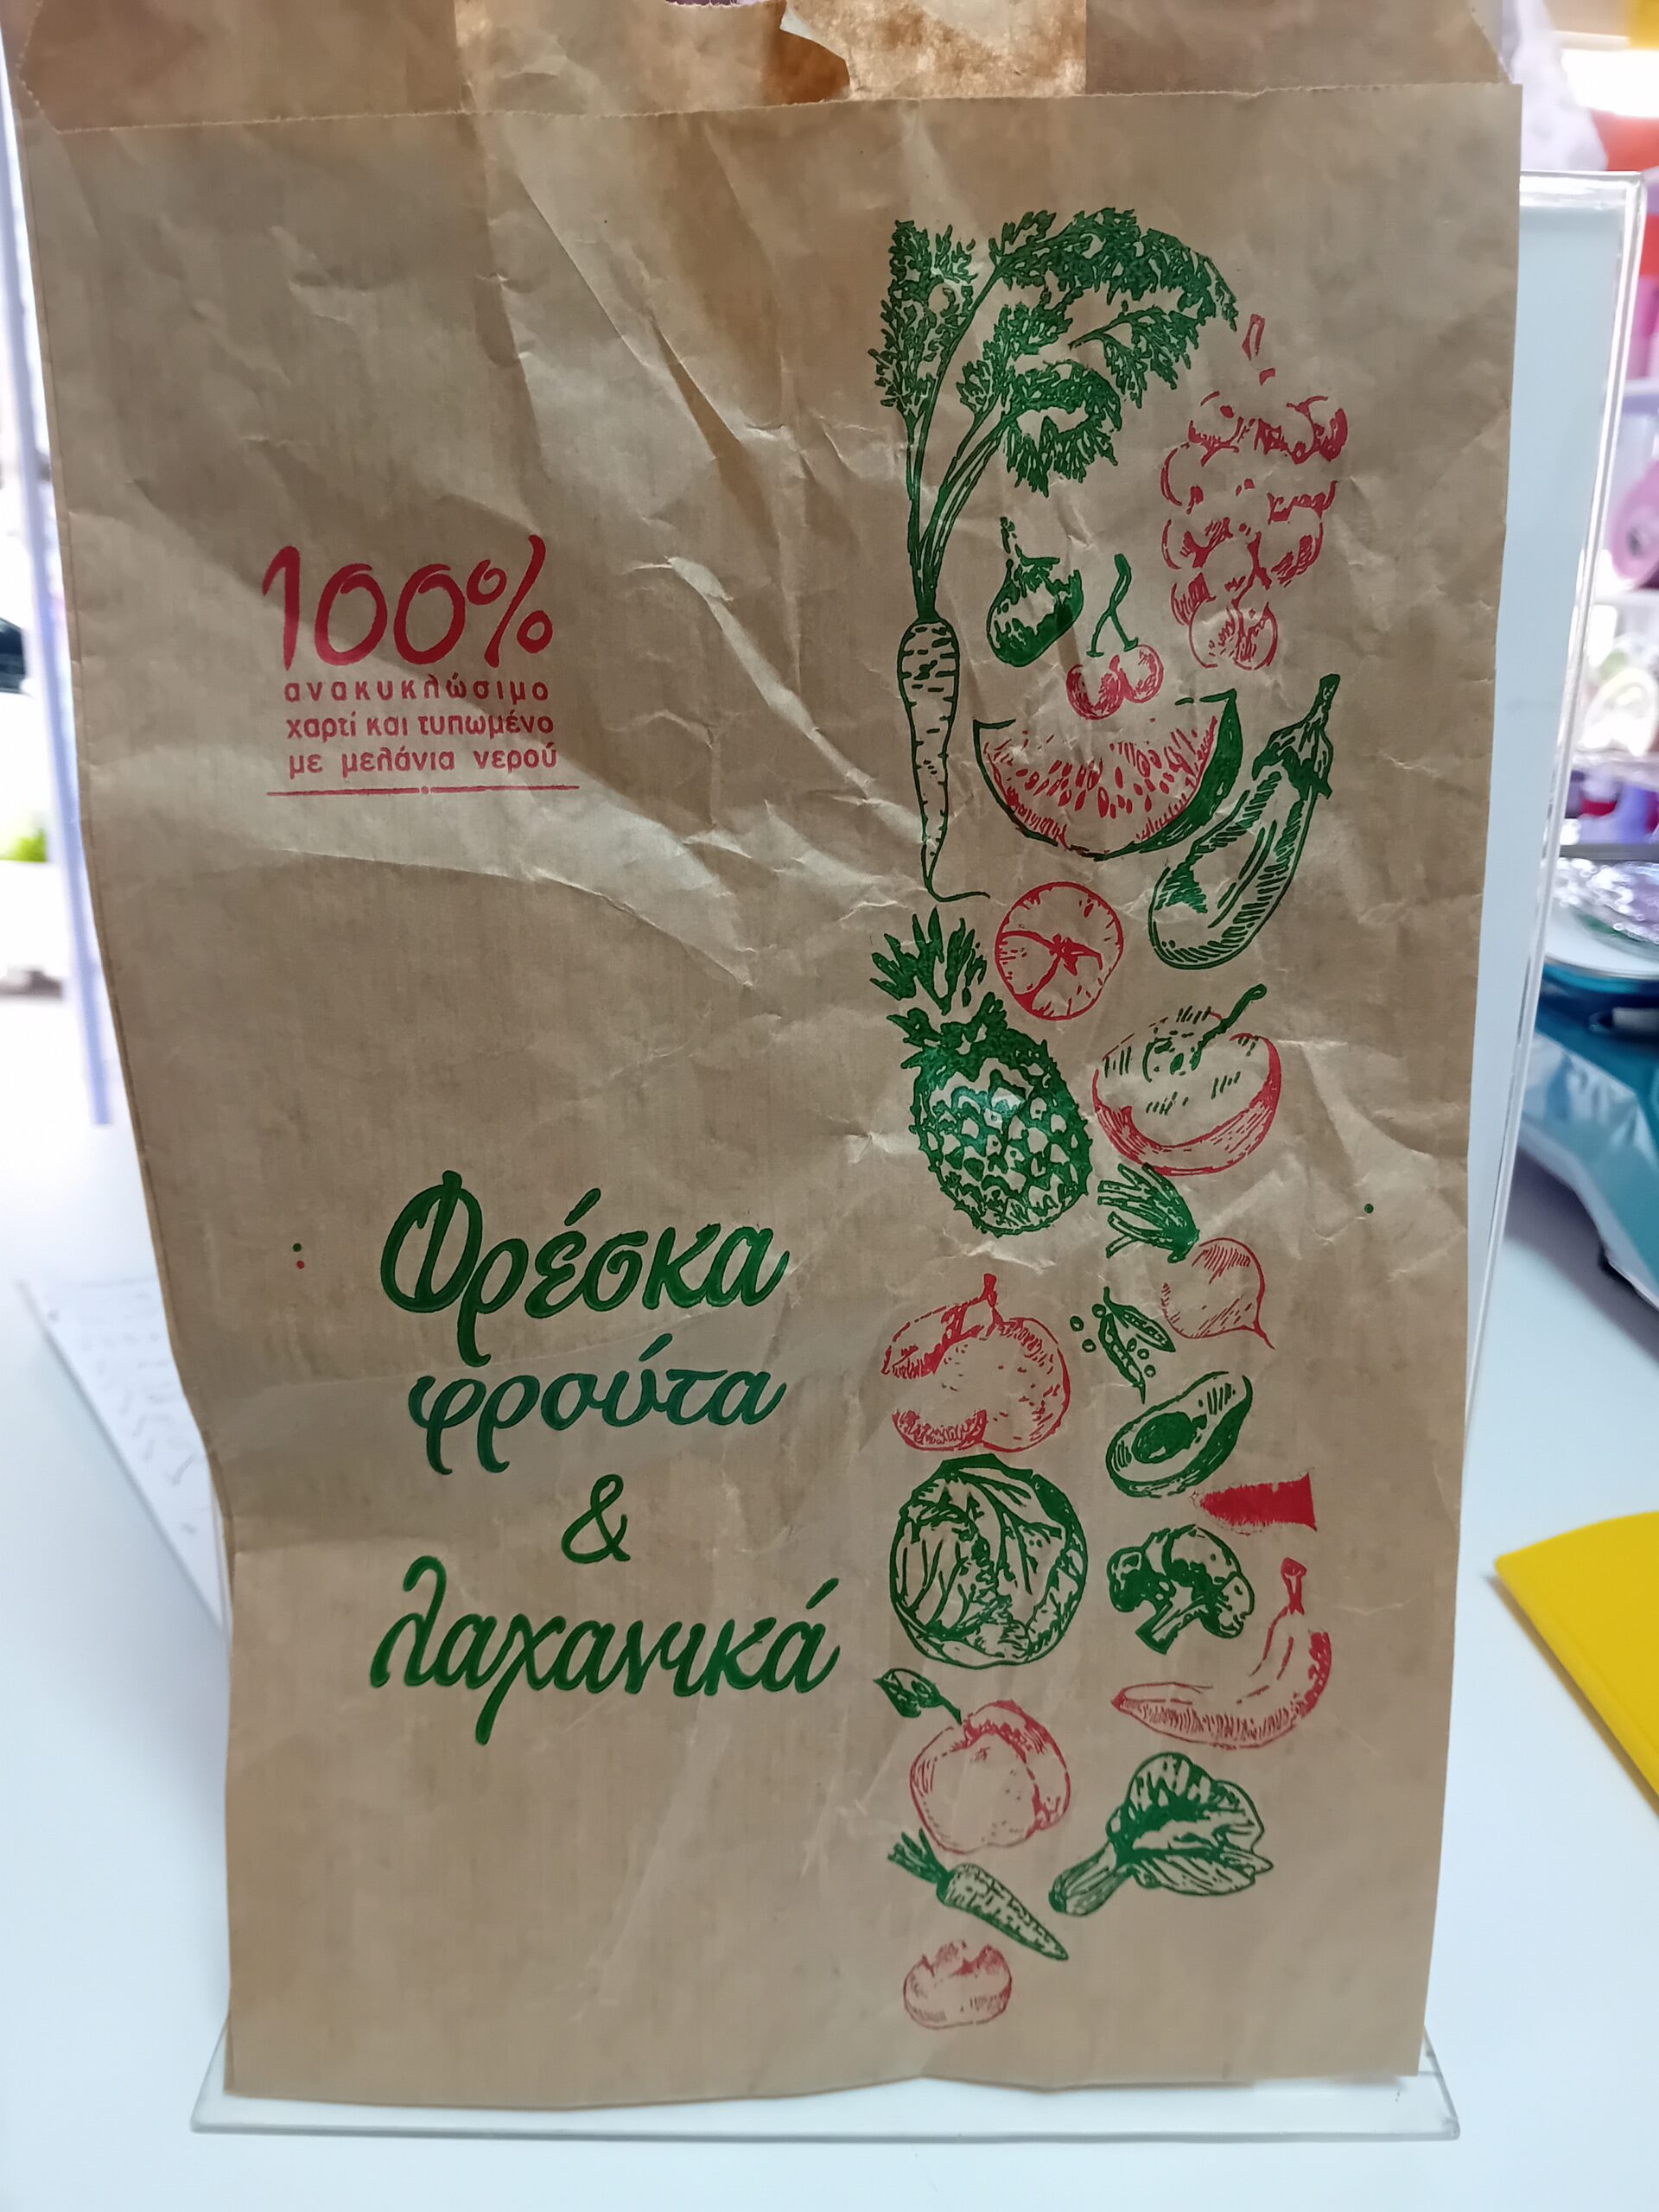 100%
ανακυκλώσιμο
χαρτί και τυπωμένο
με μελάνια νερού
Φρέσκα
φρούτα
&
λαχανικά